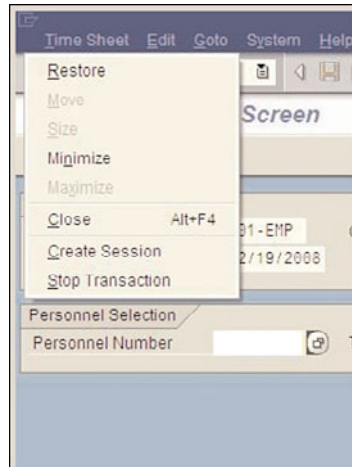 Time Sheet Edit Goto System Help
Restore
Move
Size
Minimize
Maximize
Close Alt+F4
Create Session
Stop Transaction
Screen
01-EMP
2/19/2008
Personnel Selection
Personnel Number